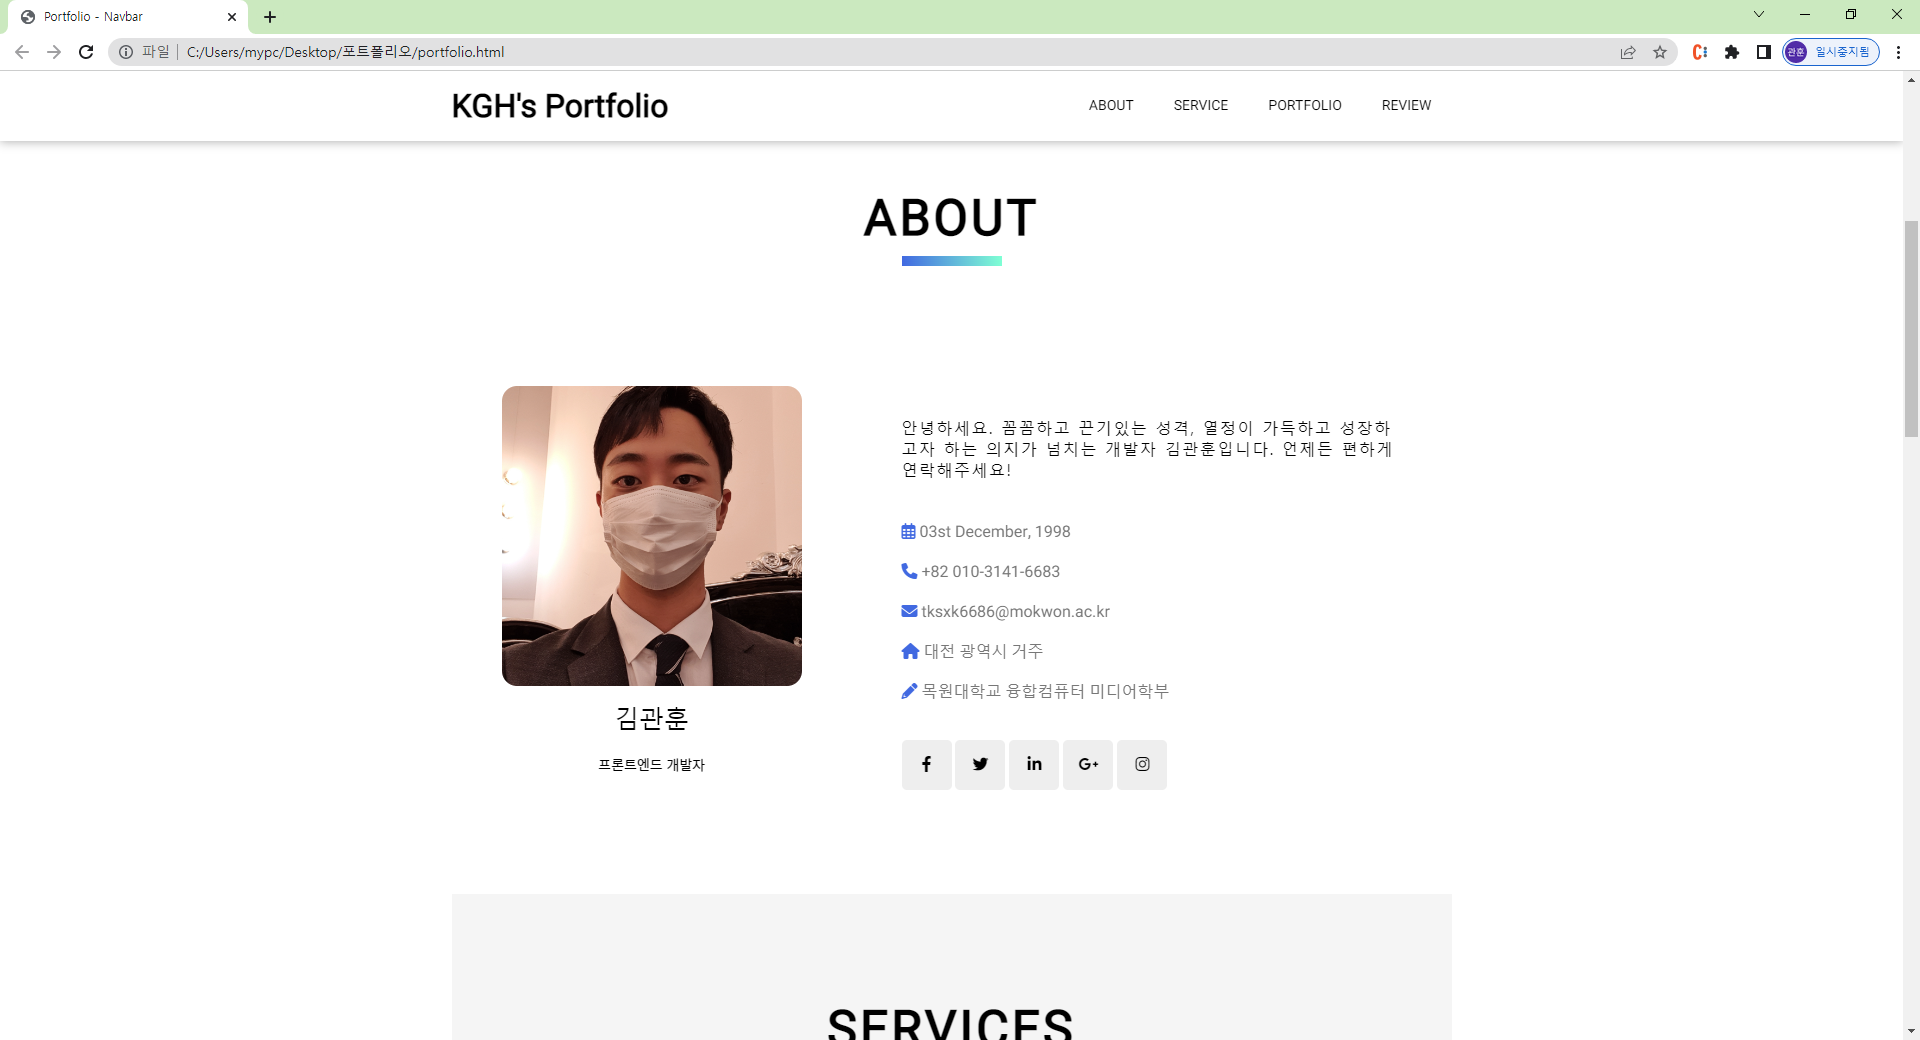 Portfolio - Navbar
파일 C:/Users/mypc/Desktop/포트폴리오/portfolio.html
관훈 일시중지됨
KGH's Portfolio
ABOUT SERVICE PORTFOLIO REVIEW
ABOUT
안녕하세요. 꼼꼼하고 끈기있는 성격, 열정이 가득하고 성장하
고자 하는 의지가 넘치는 개발자 김관훈입니다. 언제든 편하게
연락해주세요!
03st December, 1998
+82 010-3141-6683
tksxk6686@mokwon.ac.kr
대전 광역시 거주
목원대학교 융합컴퓨터 미디어학부
김관훈
프론트엔드 개발자
SERVICES